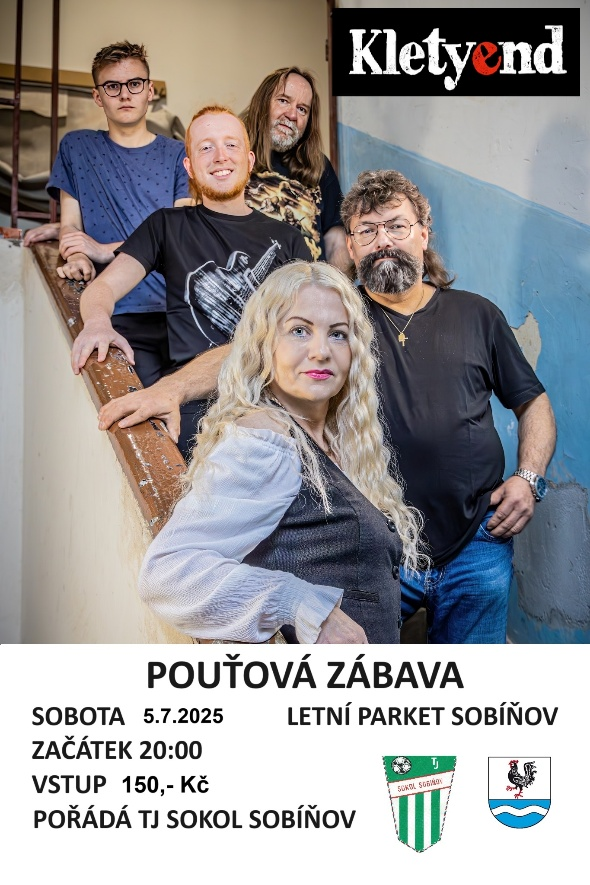 Kletyend
POUŤOVÁ ZÁBAVA
SOBOTA 5.7.2025 LETNÍ PARKET SOBÍŇOV
ZAČÁTEK 20:00
VSTUP 150,- Kč
POŘÁDÁ TJ SOKOL SOBÍŇOV
TJ
SOKOL SOBÍŇOV